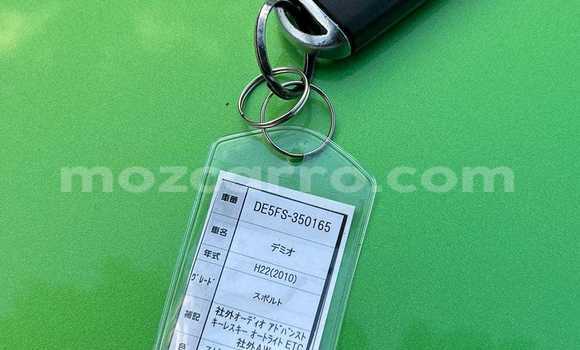 車番 DE5FS-350165
車名 デミオ
年式 H22(2010)
グレード スポルト
補記 社外オーディオ アドバンスト
キーレスキー オートライト ETC
mozcarro.com